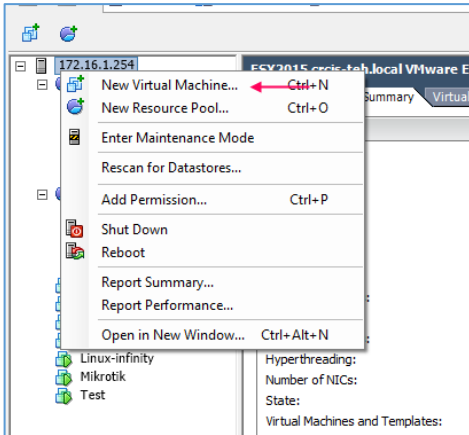 172.16.1.254
ESX2015.crcis-teh.local VMware E
New Virtual Machine... Ctrl+N
Summary Virtual
New Resource Pool... Ctrl+O
Enter Maintenance Mode
Rescan for Datastores...
Add Permission... Ctrl+P
Shut Down
Reboot
Report Summary...
Report Performance...
Open in New Window... Ctrl+Alt+N
Linux-infinity
Hyperthreading:
Mikrotik
Number of NICs:
Test
State:
Virtual Machines and Templates: